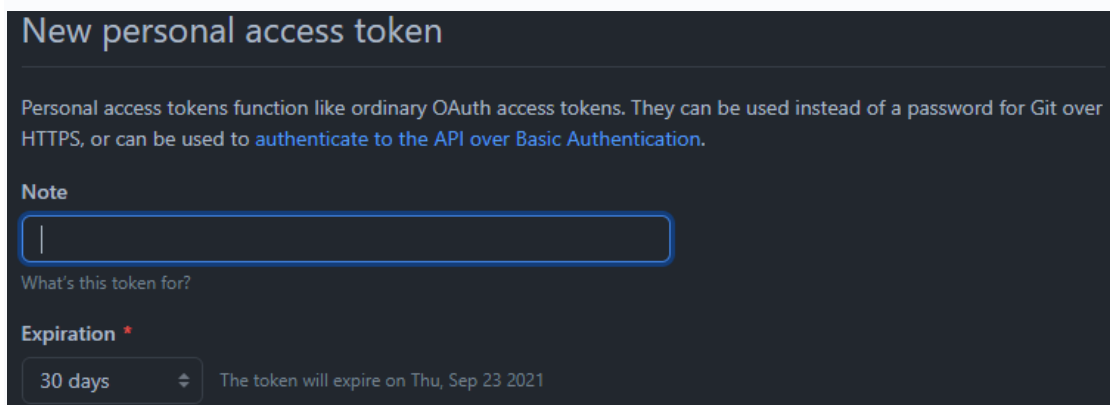 New personal access token
Personal access tokens function like ordinary OAuth access tokens. They can be used instead of a password for Git over
HTTPS, or can be used to authenticate to the API over Basic Authentication.
Note
What's this token for?
Expiration *
30 days The token will expire on Thu, Sep 23 2021